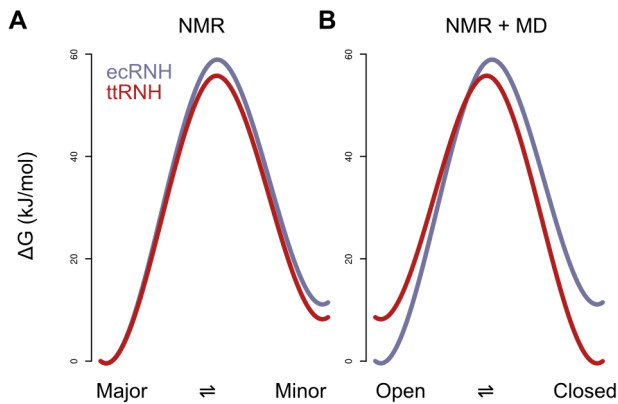 A
NMR
B
NMR + MD
ecRNH
ttRNH
ΔG (kJ/mol)
0
20
40
60
0
20
40
60
Major ⇌ Minor
Open ⇌ Closed